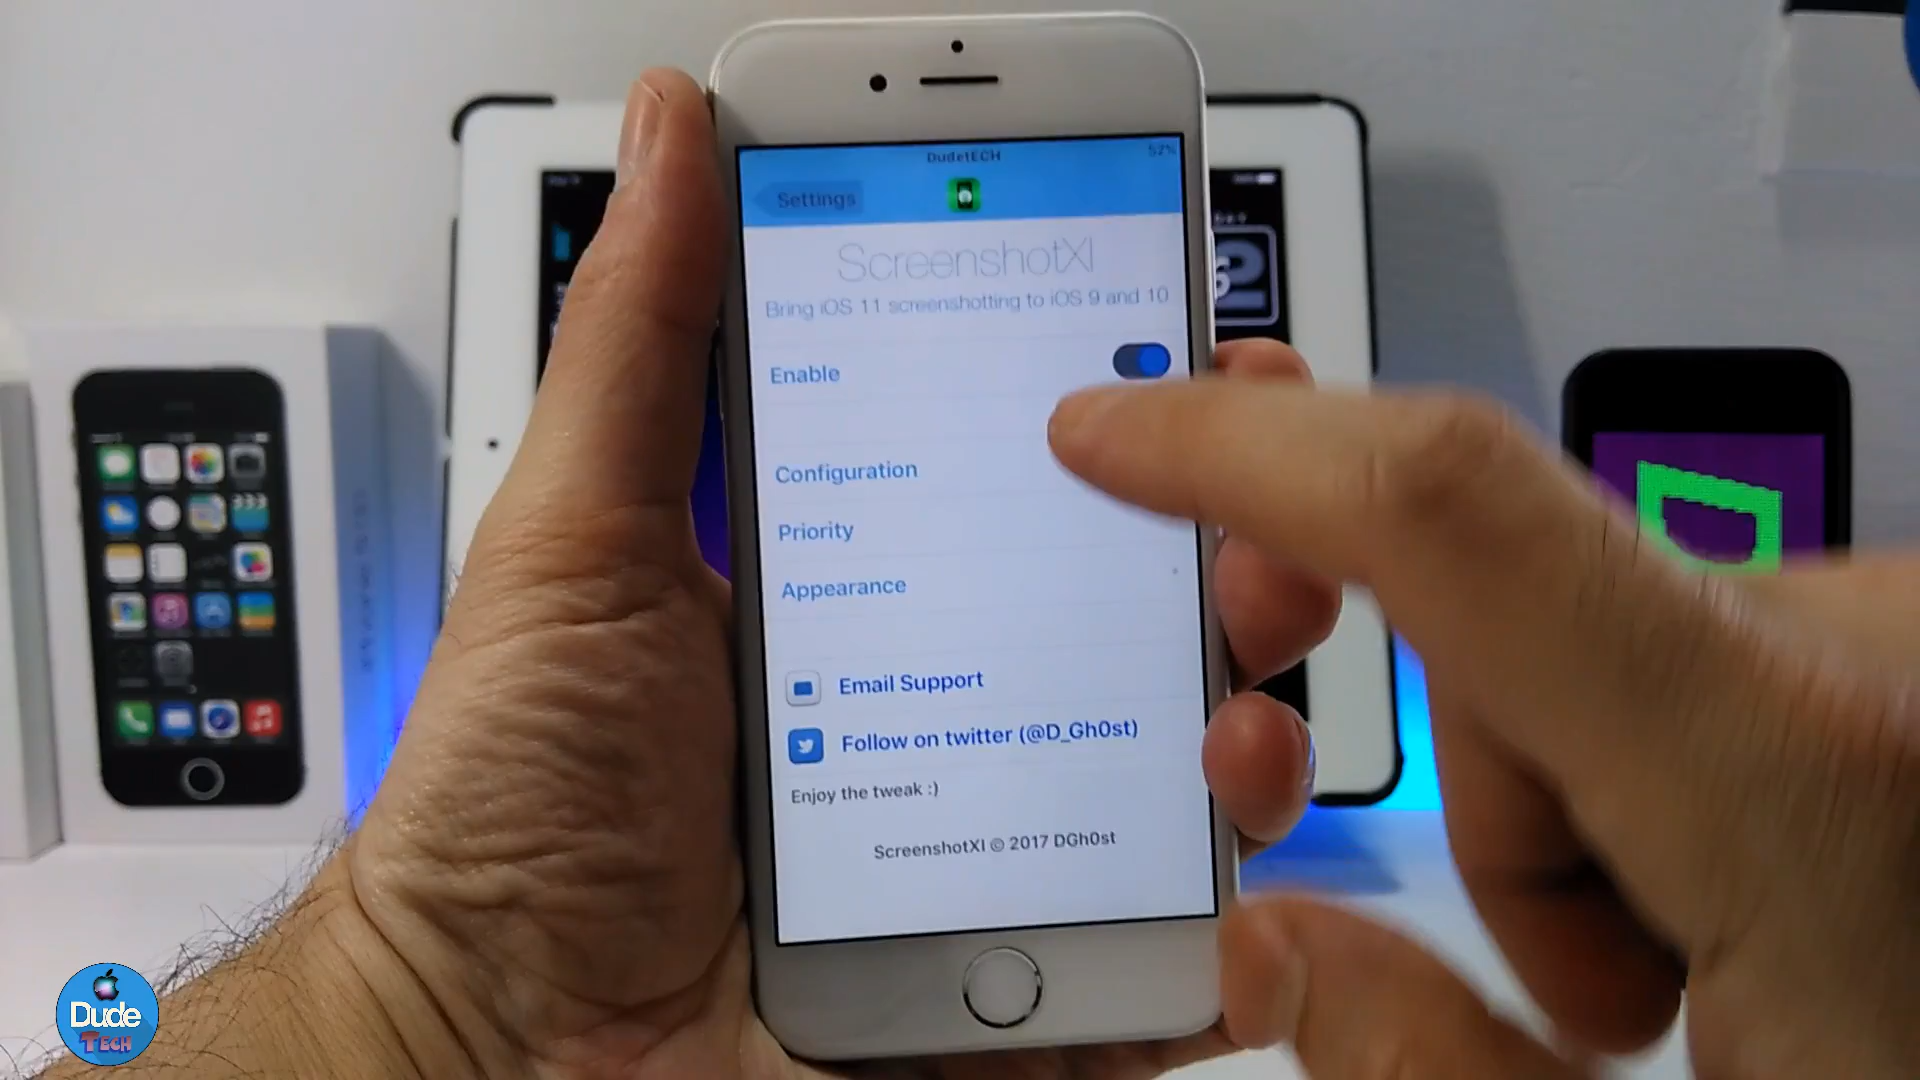 DudetECH
52%
Settings
ScreenshotXI
Bring iOS 11 screenshotting to iOS 9 and 10
Enable
Configuration
Priority
Appearance
Email Support
Follow on twitter (@D_Gh0st)
Enjoy the tweak :)
ScreenshotXI © 2017 DGh0st
Dude
TECH